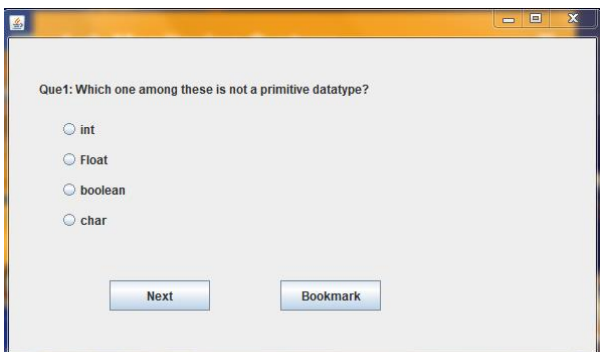 Que1: Which one among these is not a primitive datatype?
int
Float
boolean
char
Next
Bookmark